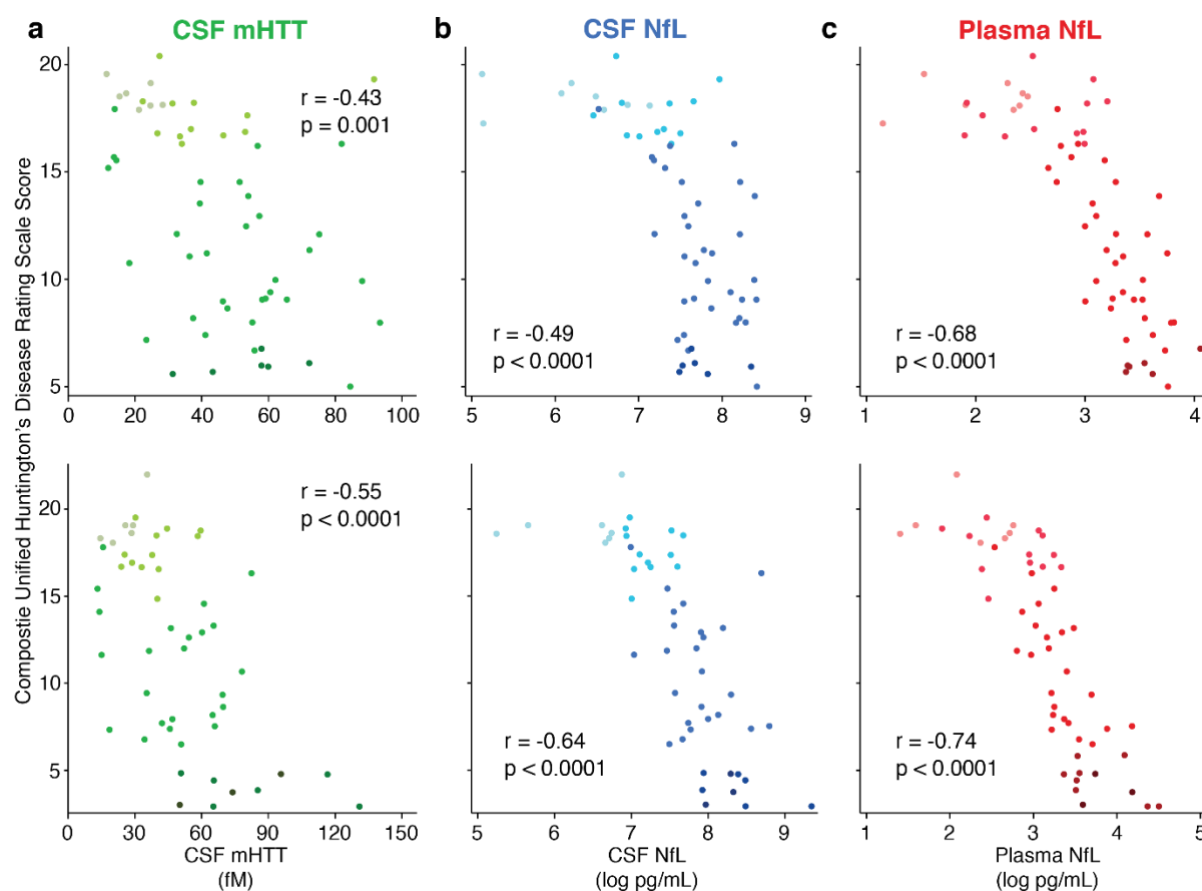 a CSF mHTT
b CSF NfL
c Plasma NfL
Compostie Unified Huntington's Disease Rating Scale Score
20
15
10
5
r = -0.43
p = 0.001
0 20 40 60 80 100
r = -0.49
p < 0.0001
5 6 7 8 9
r = -0.68
p < 0.0001
1 2 3 4
20
15
10
5
r = -0.55
p < 0.0001
0 30 60 90 120 150
CSF mHTT
(fM)
r = -0.64
p < 0.0001
5 6 7 8 9
CSF NfL
(log pg/mL)
r = -0.74
p < 0.0001
1 2 3 4 5
Plasma NfL
(log pg/mL)